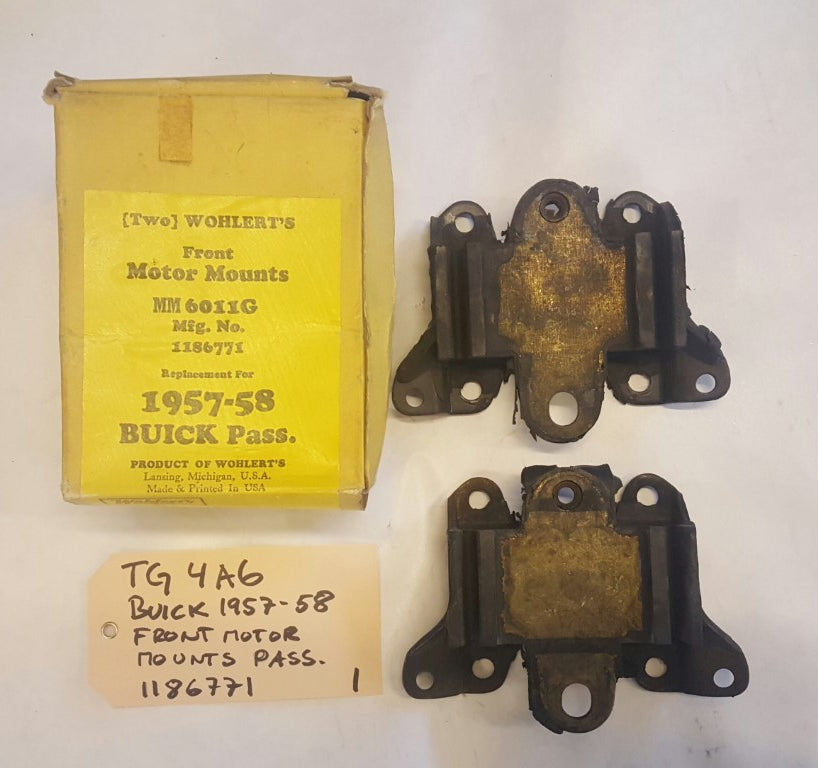 [Two] WOHLERT'S
Front
Motor Mounts
MM 6011G
Mfg. No.
1186771
Replacement For
1957-58
BUICK Pass.
PRODUCT OF WOHLERT'S
Lansing, Michigan, U.S.A.
Made & Printed In USA
TG 4A6
BUICK 1957-58
FRONT MOTOR
MOUNTS PASS.
1186771 1